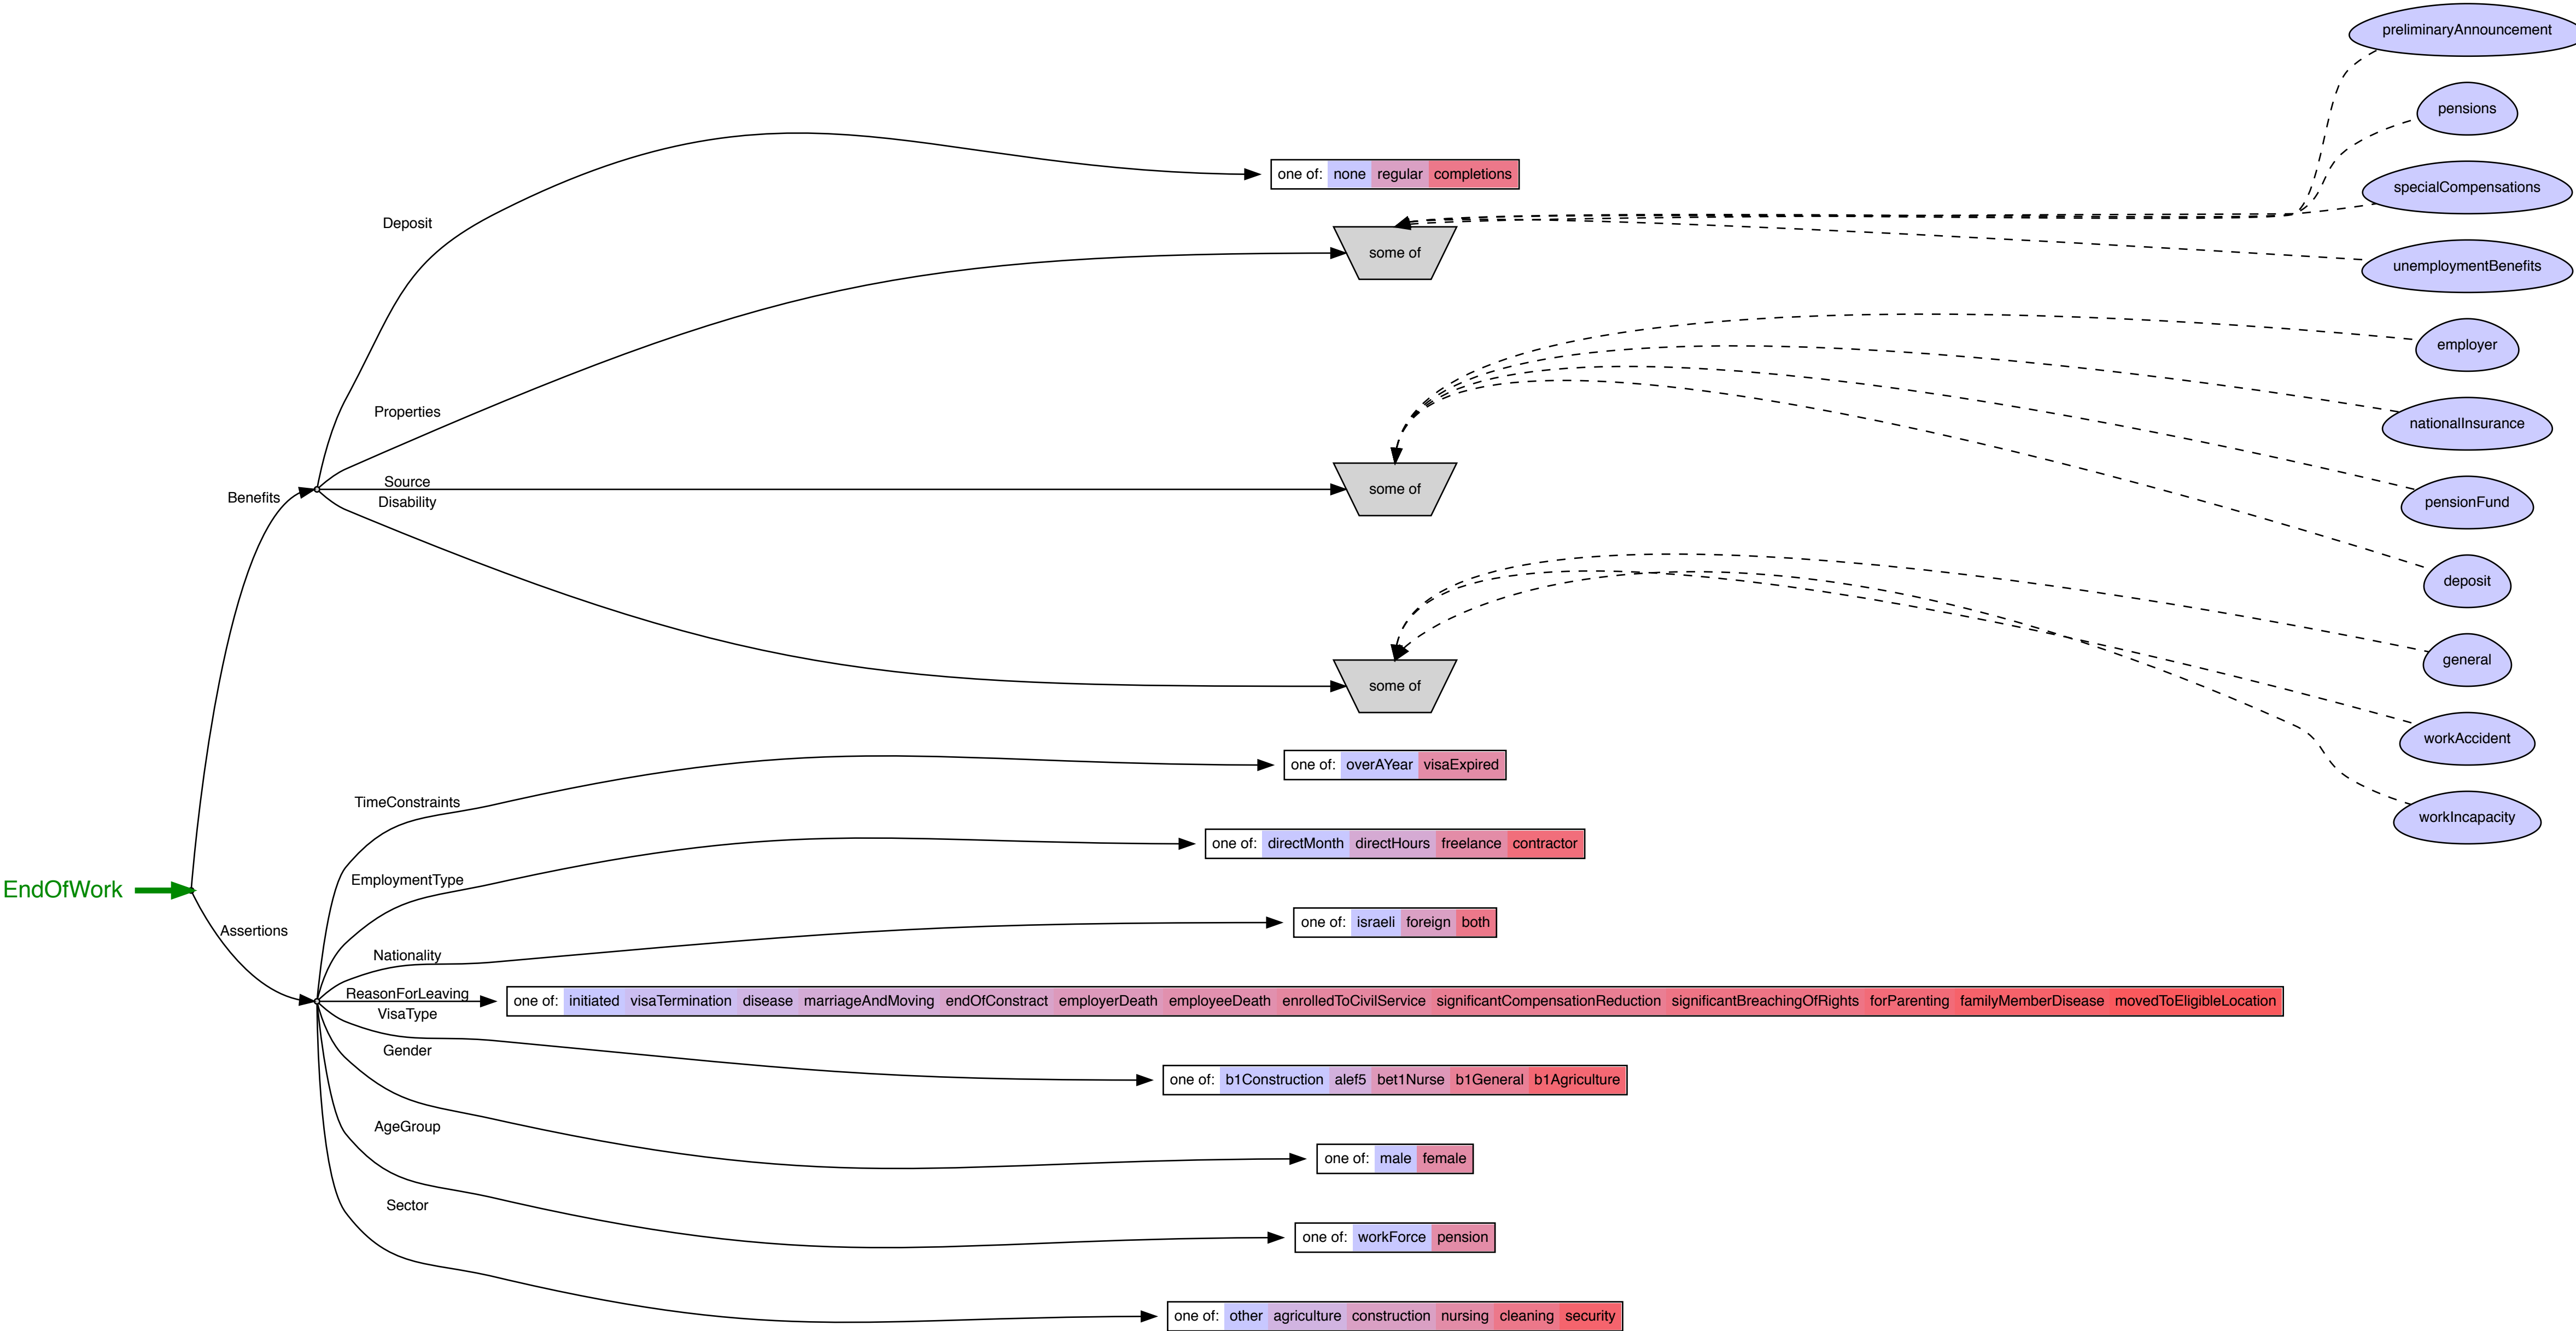 preliminaryAnnouncement
pensions
one of: none regular completions
specialCompensations
Deposit
some of
unemploymentBenefits
employer
Properties
nationalInsurance
Source
some of
Benefits
Disability
pensionFund
deposit
general
some of
workAccident
one of: overAYear visaExpired
TimeConstraints
workIncapacity
one of: directMonth directHours freelance contractor
EmploymentType
EndOfWork
one of: israeli foreign both
Assertions
Nationality
ReasonForLeaving
one of: initiated visaTermination disease marriageAndMoving endOfConstract employerDeath employeeDeath enrolledToCivilService significantCompensationReduction significantBreachingOfRights forParenting familyMemberDisease movedToEligibleLocation
VisaType
Gender
one of: b1Construction alef5 bet1Nurse b1General b1Agriculture
AgeGroup
one of: male female
Sector
one of: workForce pension
one of: other agriculture construction nursing cleaning security